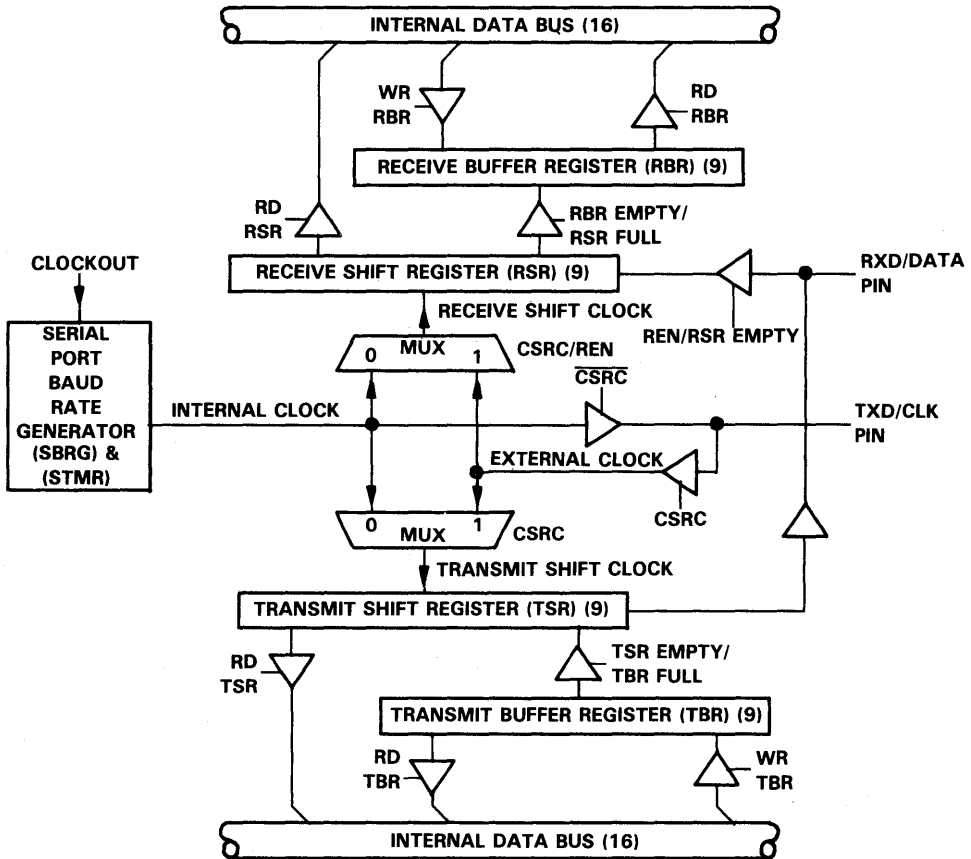 INTERNAL DATA BUS (16)
WR
RBR
RD
RBR
RECEIVE BUFFER REGISTER (RBR) (9)
RD
RSR
RBR EMPTY/
RSR FULL
CLOCKOUT
RECEIVE SHIFT REGISTER (RSR) (9)
RXD/DATA
PIN
RECEIVE SHIFT CLOCK
REN/RSR EMPTY
SERIAL
PORT
BAUD
RATE
GENERATOR
(SBRG) &
(STMR)
0 MUX 1
CSRC/REN
CSRC
INTERNAL CLOCK
TXD/CLK
PIN
EXTERNAL CLOCK
CSRC
0 MUX 1
CSRC
TRANSMIT SHIFT CLOCK
TRANSMIT SHIFT REGISTER (TSR) (9)
RD
TSR
TSR EMPTY/
TBR FULL
TRANSMIT BUFFER REGISTER (TBR) (9)
RD
TBR
WR
TBR
INTERNAL DATA BUS (16)